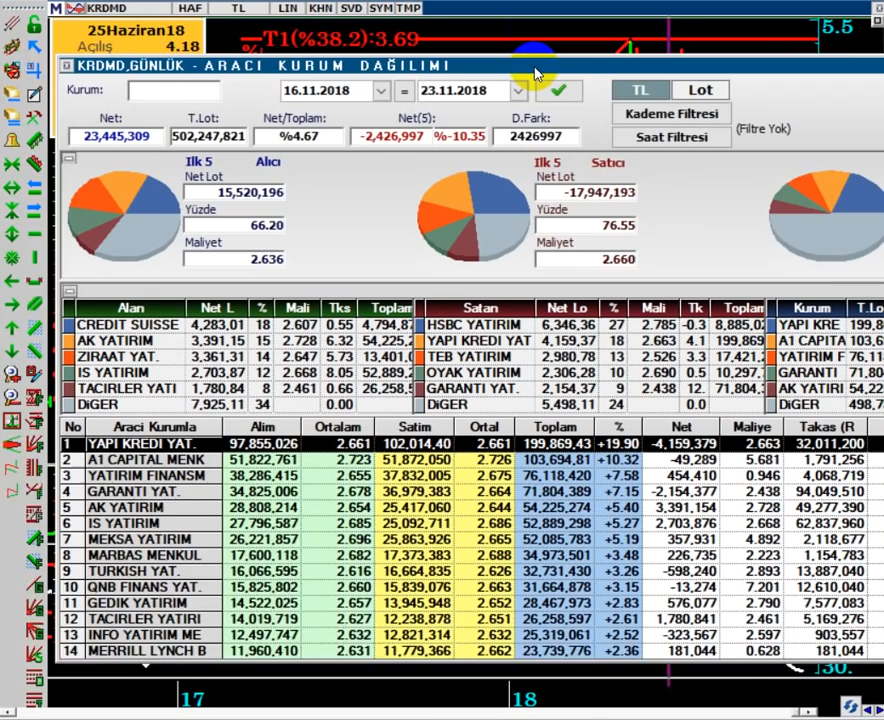 M KRDMD HAF TL LIN KHN SVD SYM TMP
25Haziran18
Açılış 4.18
T1(%38.2):3.69
5.5
KRDMD,GÜNLÜK - ARACI KURUM DAĞILIMI
Kurum: 16.11.2018 = 23.11.2018 TL Lot
Kademe Filtresi
Net: T.Lot: Net/Toplam: Net(5): D.Fark:
23,445,309 502,247,821 %4.67 -2,426,997 %-10.35 2426997 Saat Filtresi (Filtre Yok)
Ilk 5 Alıcı Ilk 5 Satıcı
Net Lot Net Lot
15,520,196 -17,947,193
Yüzde Yüzde
66.20 76.55
Maliyet Maliyet
2.636 2.660
Alan Net L % Mali Tks Toplam Satan Net Lo % Mali Tk Toplam Kurum T.Lo
CREDIT SUISSE 4,283,01 18 2.607 0.55 4,794,87 HSBC YATIRIM 6,346,36 27 2.785 -0.3 8,885,02 YAPI KRE 199,8
AK YATIRIM 3,391,15 15 2.728 6.32 54,225,2 YAPI KREDI YAT 4,159,37 18 2.663 4.1 199,869 A1 CAPITA 103,6
ZIRAAT YAT. 3,361,31 14 2.647 5.73 13,401,0 TEB YATIRIM 2,980,78 13 2.526 3.3 17,421, YATIRIM F 76,11
IS YATIRIM 2,703,87 12 2.668 8.05 52,889,2 OYAK YATIRIM 2,306,28 10 2.690 0.5 10,297, GARANTI 71,80
TACIRLER YATI 1,780,84 8 2.461 0.66 26,258,5 GARANTI YAT. 2,154,37 9 2.438 12. 71,804, AK YATIRI 54,22
DiGER 7,925,11 34 0.00 DiGER 5,498,11 24 DiGER 498,7
No Araci Kurumla Alim Ortalam Satim Ortal Toplam % Net Maliye Takas (R
1 YAPI KREDI YAT. 97,855,026 2.661 102,014,40 2.661 199,869,43 +19.90 -4,159,379 2.663 32,011,200
2 A1 CAPITAL MENK 51,822,761 2.723 51,872,050 2.726 103,694,81 +10.32 -49,289 5.681 1,791,256
3 YATIRIM FINANSM 38,286,415 2.655 37,832,005 2.675 76,118,420 +7.58 454,410 0.946 4,068,719
4 GARANTI YAT. 34,825,006 2.678 36,979,383 2.664 71,804,389 +7.15 -2,154,377 2.438 94,049,510
5 AK YATIRIM 28,808,214 2.654 25,417,060 2.644 54,225,274 +5.40 3,391,154 2.728 49,277,390
6 IS YATIRIM 27,796,587 2.685 25,092,711 2.686 52,889,298 +5.27 2,703,876 2.668 62,837,960
7 MEKSA YATIRIM 26,221,857 2.696 25,863,926 2.665 52,085,783 +5.19 357,931 4.892 2,118,677
8 MARBAS MENKUL 17,600,118 2.682 17,373,383 2.688 34,973,501 +3.48 226,735 2.223 1,154,783
9 TURKISH YAT. 16,066,595 2.616 16,664,835 2.626 32,731,430 +3.26 -598,240 2.893 13,887,040
10 QNB FINANS YAT. 15,825,802 2.660 15,839,076 2.663 31,664,878 +3.15 -13,274 7.201 12,610,040
11 GEDIK YATIRIM 14,522,025 2.657 13,945,948 2.652 28,467,973 +2.83 576,077 2.790 7,577,083
12 TACIRLER YATIRI 14,019,719 2.627 12,238,878 2.651 26,258,597 +2.61 1,780,841 2.461 5,169,276
13 INFO YATIRIM ME 12,497,747 2.632 12,821,314 2.632 25,319,061 +2.52 -323,567 2.597 903,557
14 MERRILL LYNCH B 11,960,410 2.631 11,779,366 2.662 23,739,776 +2.36 181,044 0.628 181,044
30.
17 18